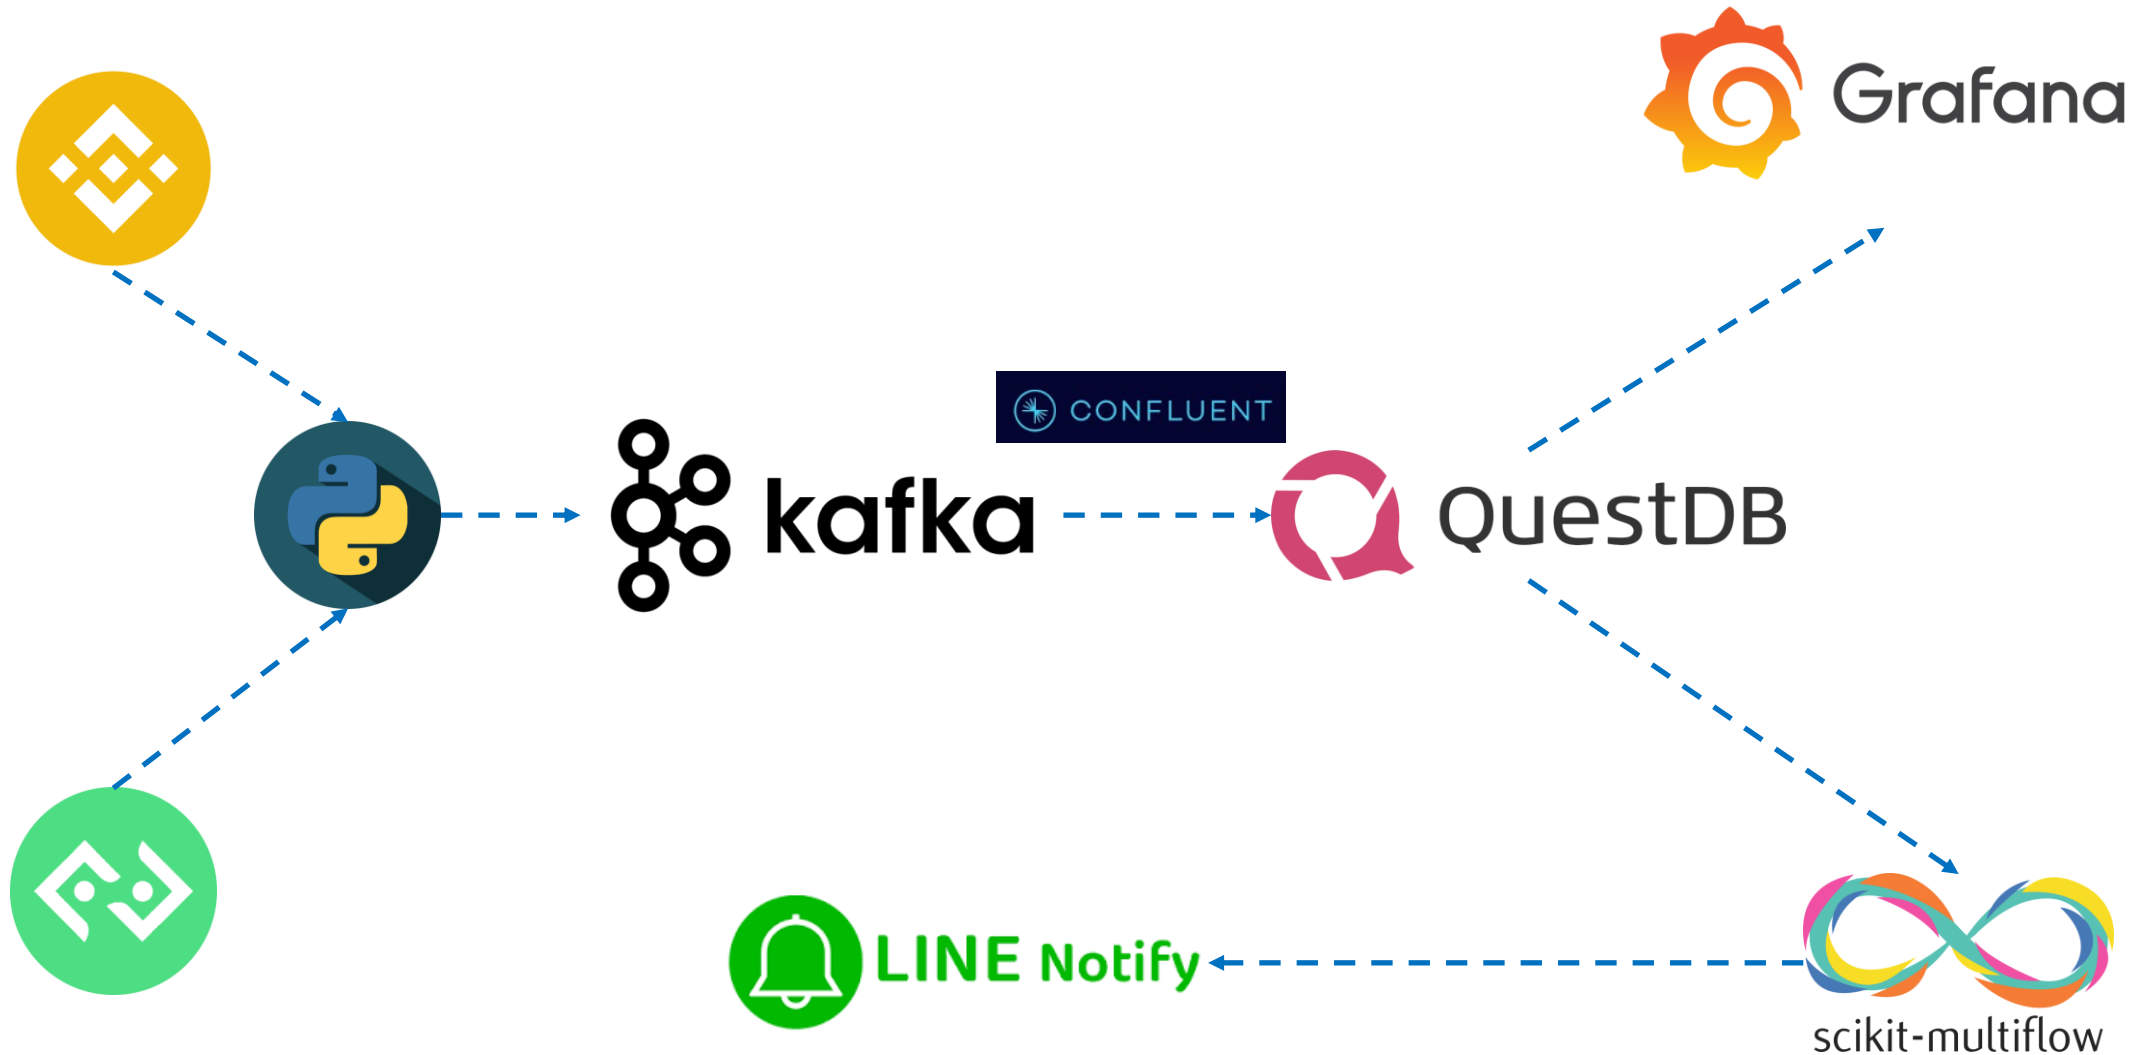 Grafana
CONFLUENT
kafka
QuestDB
LINE Notify
scikit-multiflow